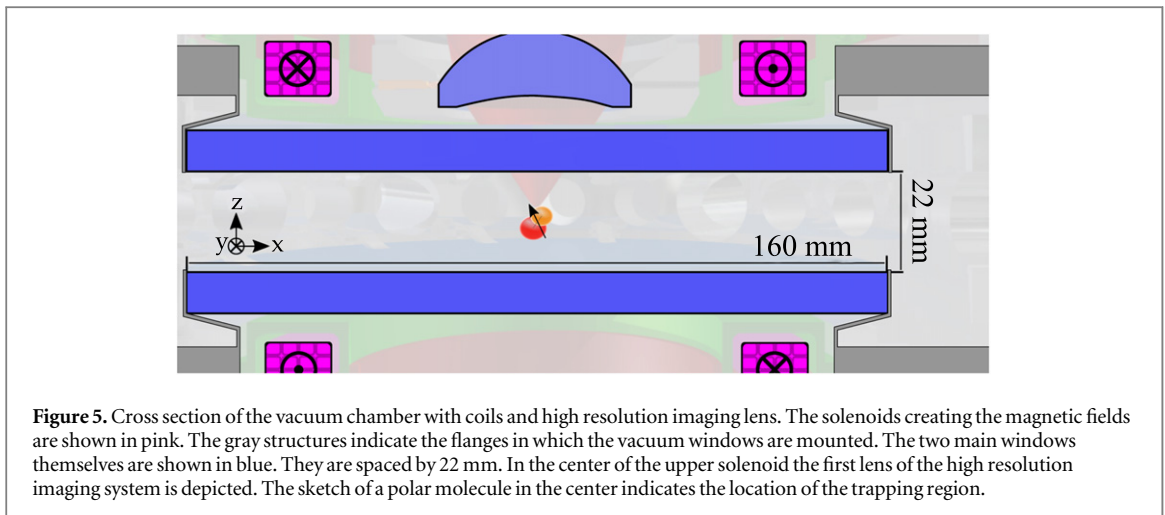 z
y x
160 mm
22 mm
Figure 5. Cross section of the vacuum chamber with coils and high resolution imaging lens. The solenoids creating the magnetic fields
are shown in pink. The gray structures indicate the flanges in which the vacuum windows are mounted. The two main windows
themselves are shown in blue. They are spaced by 22 mm. In the center of the upper solenoid the first lens of the high resolution
imaging system is depicted. The sketch of a polar molecule in the center indicates the location of the trapping region.